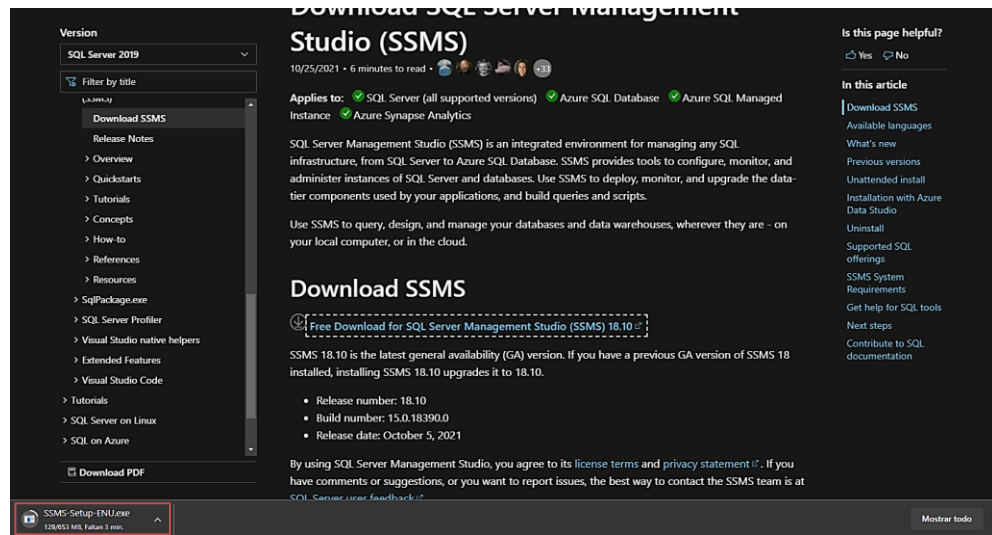 Version
SQL Server 2019
Filter by title
(SSMS)
Download SSMS
Release Notes
> Overview
> Quickstarts
> Tutorials
> Concepts
> How-to
> References
> Resources
> SqlPackage.exe
> SQL Server Profiler
> Visual Studio native helpers
> Extended Features
> Visual Studio Code
> Tutorials
> SQL Server on Linux
> SQL on Azure
Download PDF
Download SQL Server Management
Studio (SSMS)
10/25/2021 • 6 minutes to read • +33
Applies to: SQL Server (all supported versions) Azure SQL Database Azure SQL Managed
Instance Azure Synapse Analytics
SQL Server Management Studio (SSMS) is an integrated environment for managing any SQL
infrastructure, from SQL Server to Azure SQL Database. SSMS provides tools to configure, monitor, and
administer instances of SQL Server and databases. Use SSMS to deploy, monitor, and upgrade the data-
tier components used by your applications, and build queries and scripts.
Use SSMS to query, design, and manage your databases and data warehouses, wherever they are - on
your local computer, or in the cloud.
Download SSMS
Free Download for SQL Server Management Studio (SSMS) 18.10
SSMS 18.10 is the latest general availability (GA) version. If you have a previous GA version of SSMS 18
installed, installing SSMS 18.10 upgrades it to 18.10.
• Release number: 18.10
• Build number: 15.0.18390.0
• Release date: October 5, 2021
By using SQL Server Management Studio, you agree to its license terms and privacy statement. If you
have comments or suggestions, or you want to report issues, the best way to contact the SSMS team is at
SQL Server user feedback
Is this page helpful?
Yes No
In this article
Download SSMS
Available languages
What's new
Previous versions
Unattended install
Installation with Azure
Data Studio
Uninstall
Supported SQL
offerings
SSMS System
Requirements
Get help for SQL tools
Next steps
Contribute to SQL
documentation
SSMS-Setup-ENU.exe
129/653 MB, Faltan 3 min.
Mostrar todo